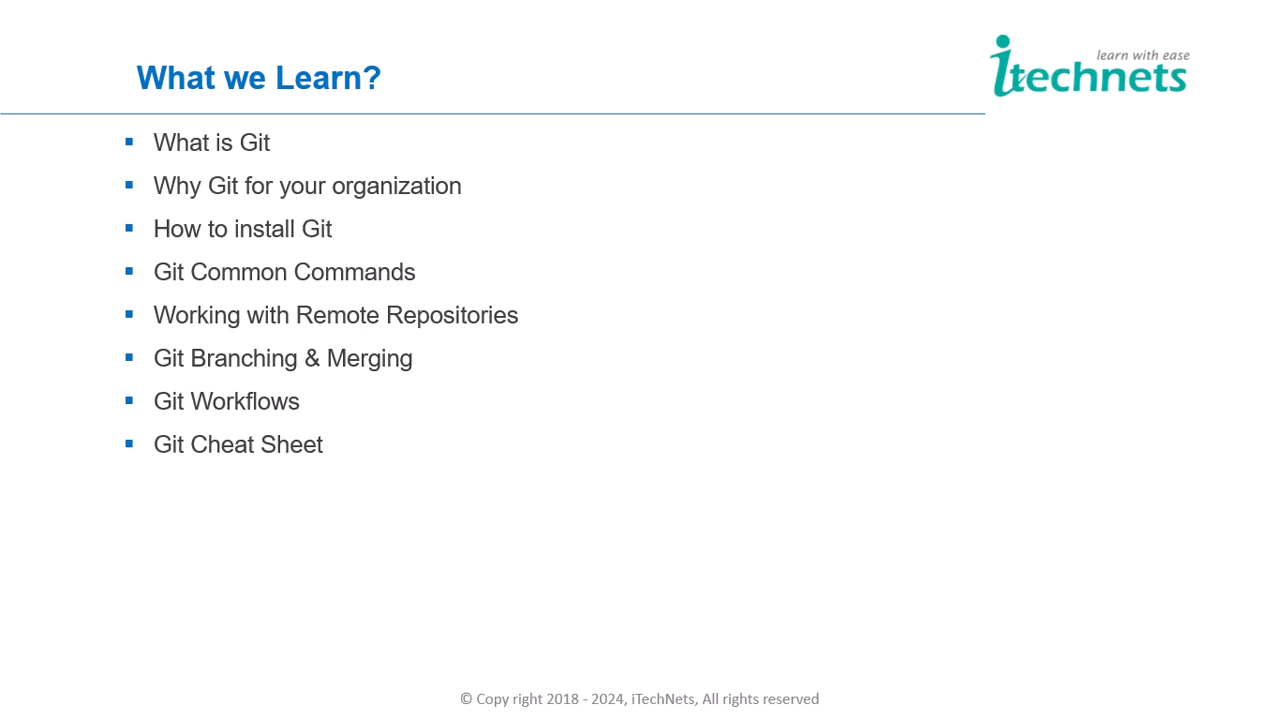 What we Learn?
learn with ease
itechnets
What is Git
Why Git for your organization
How to install Git
Git Common Commands
Working with Remote Repositories
Git Branching & Merging
Git Workflows
Git Cheat Sheet
© Copy right 2018 - 2024, iTechNets, All rights reserved